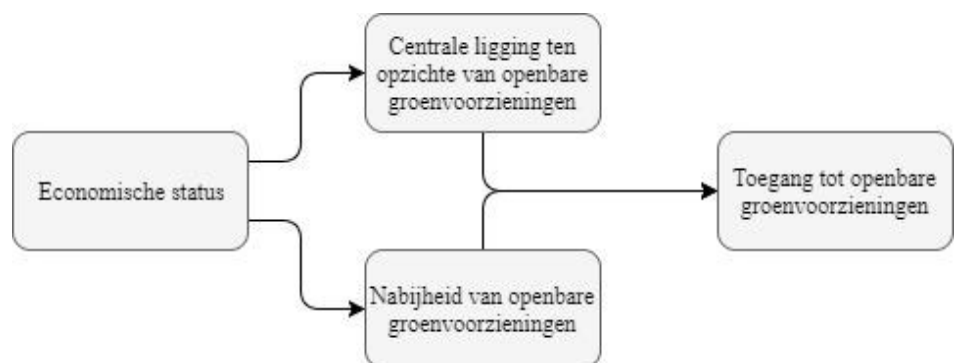 Centrale ligging ten
opzichte van openbare
groenvoorzieningen
Economische status
Toegang tot openbare
groenvoorzieningen
Nabijheid van openbare
groenvoorzieningen